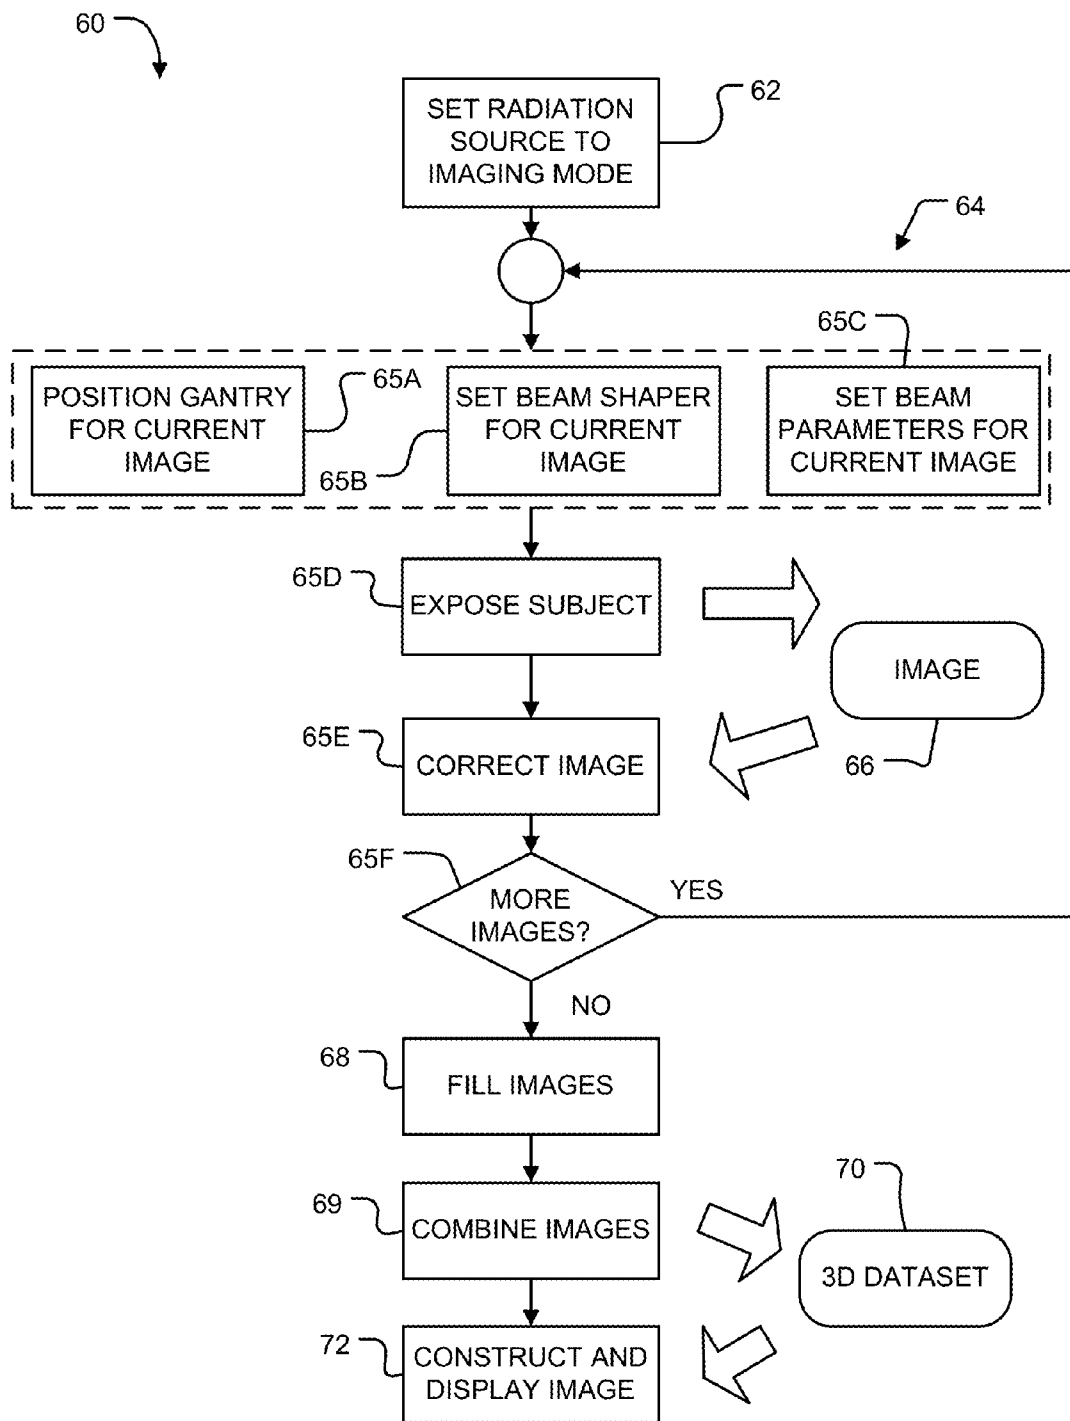 60
SET RADIATION
SOURCE TO
IMAGING MODE
62
64
65C
POSITION GANTRY
FOR CURRENT
IMAGE
65A
SET BEAM SHAPER
FOR CURRENT
IMAGE
65B
SET BEAM
PARAMETERS FOR
CURRENT IMAGE
65D
EXPOSE SUBJECT
IMAGE
65E
CORRECT IMAGE
66
65F
MORE
IMAGES?
YES
NO
68
FILL IMAGES
69
COMBINE IMAGES
70
3D DATASET
72
CONSTRUCT AND
DISPLAY IMAGE